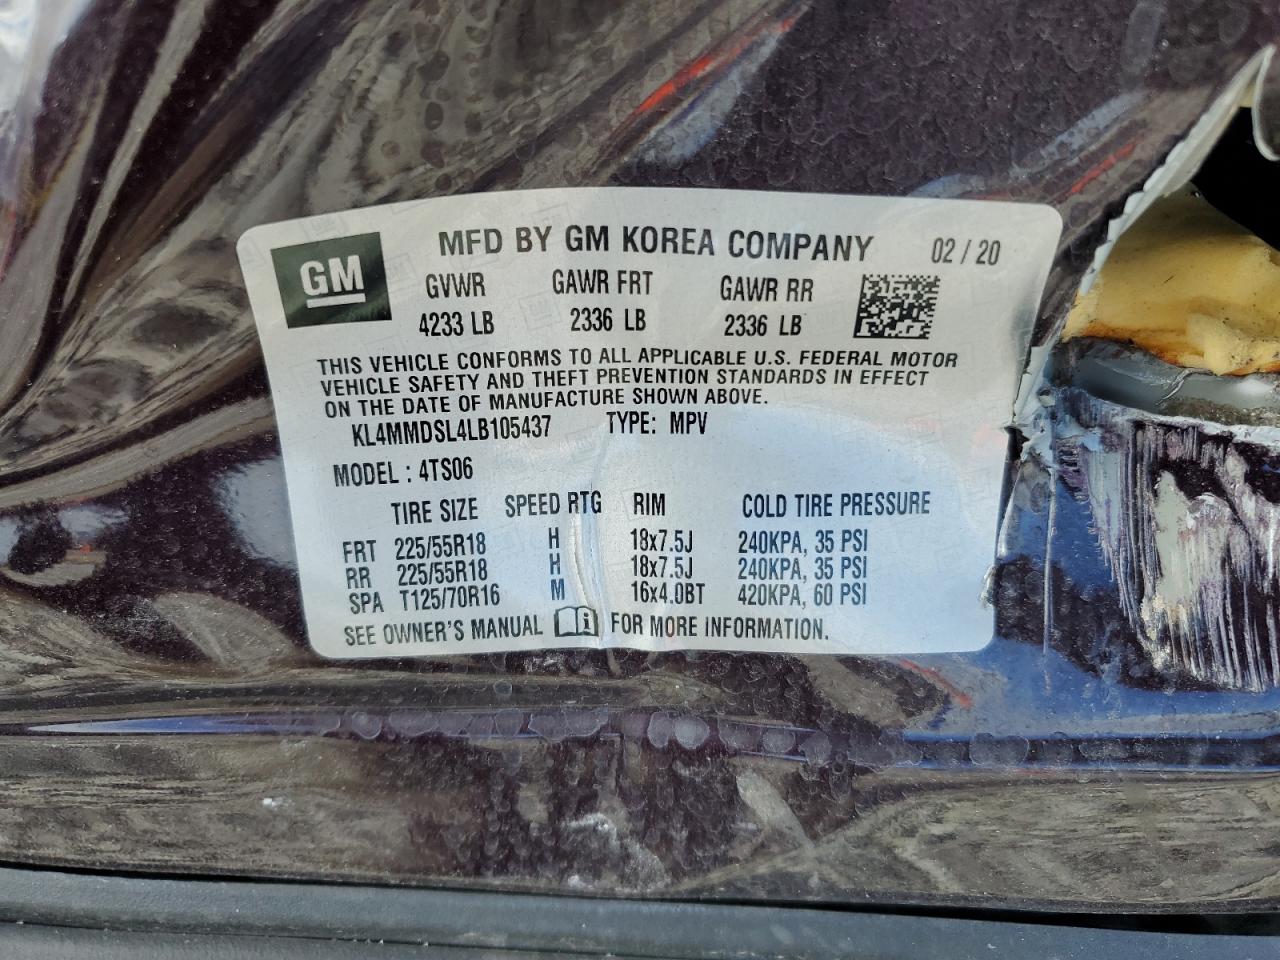 GM
MFD BY GM KOREA COMPANY 02 / 20
GVWR GAWR FRT GAWR RR
4233 LB 2336 LB 2336 LB
THIS VEHICLE CONFORMS TO ALL APPLICABLE U.S. FEDERAL MOTOR
VEHICLE SAFETY AND THEFT PREVENTION STANDARDS IN EFFECT
ON THE DATE OF MANUFACTURE SHOWN ABOVE.
KL4MMDSL4LB105437 TYPE: MPV
MODEL : 4TS06
TIRE SIZE SPEED RTG RIM COLD TIRE PRESSURE
FRT 225/55R18 H 18x7.5J 240KPA, 35 PSI
RR 225/55R18 H 18x7.5J 240KPA, 35 PSI
SPA T125/70R16 M 16x4.0BT 420KPA, 60 PSI
SEE OWNER'S MANUAL i FOR MORE INFORMATION.